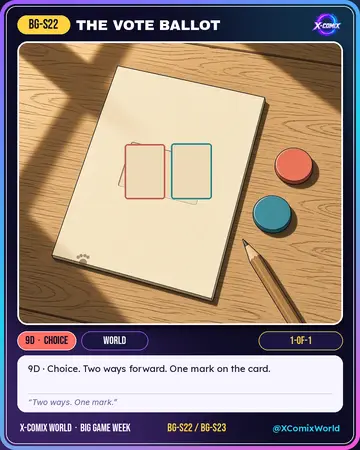 BG-S22
THE VOTE BALLOT
X-COMIX
9D · CHOICE
WORLD
1-OF-1
9D · Choice. Two ways forward. One mark on the card.
“Two ways. One mark.”
X-COMIX WORLD · BIG GAME WEEK
BG-S22 / BG-S23
@XComixWorld